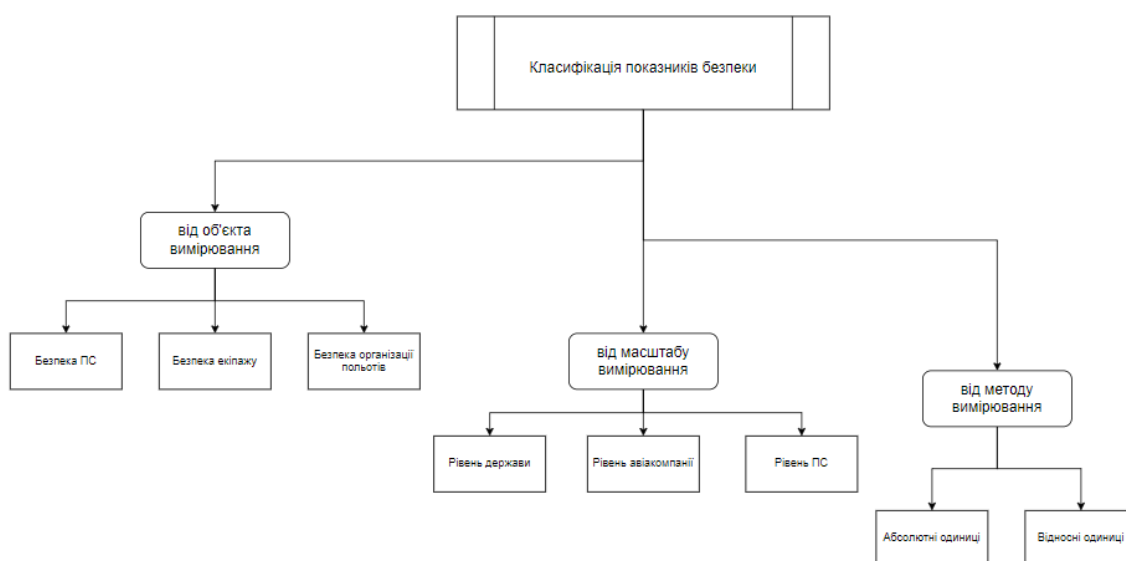 Класифікація показників безпеки
від об'єкта
вимірювання
Безпека ПС
Безпека екіпажу
Безпека організації
польотів
від масштабу
вимірювання
від методу
вимірювання
Рівень держави
Рівень авіакомпанії
Рівень ПС
Абсолютні одиниці
Відносні одиниці